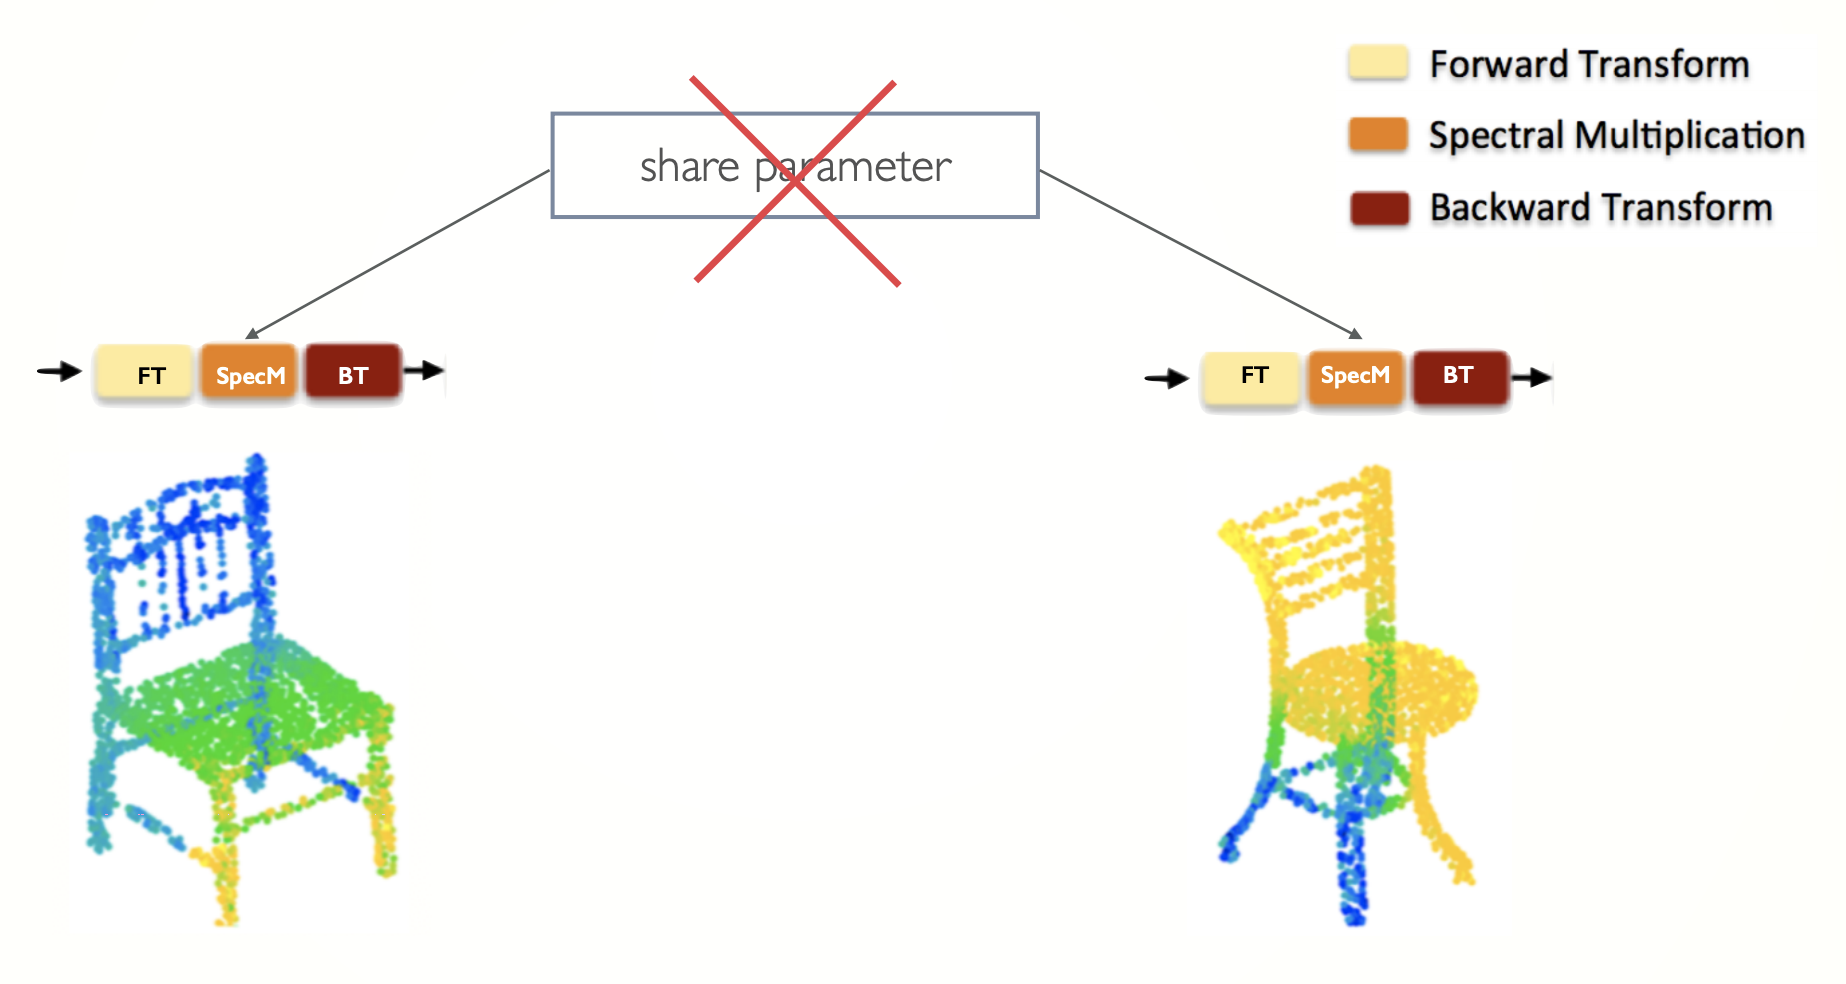 Forward Transform
Spectral Multiplication
Backward Transform
share parameter
FT SpecM BT
FT SpecM BT